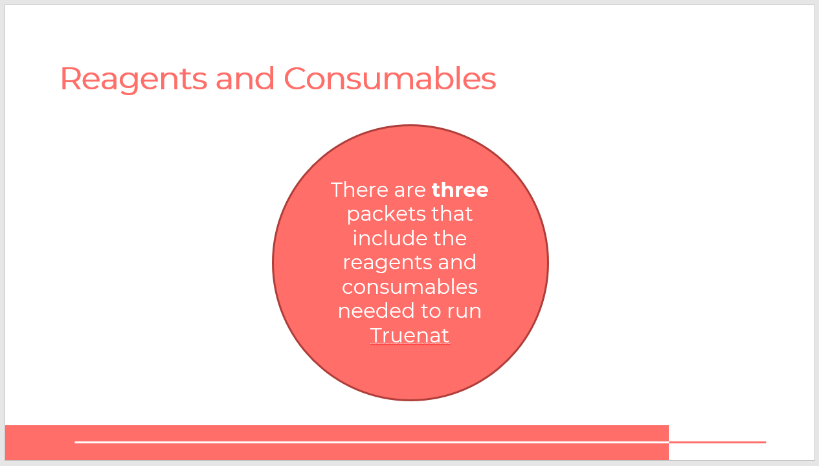 Reagents and Consumables
There are three
packets that
include the
reagents and
consumables
needed to run
Truenat